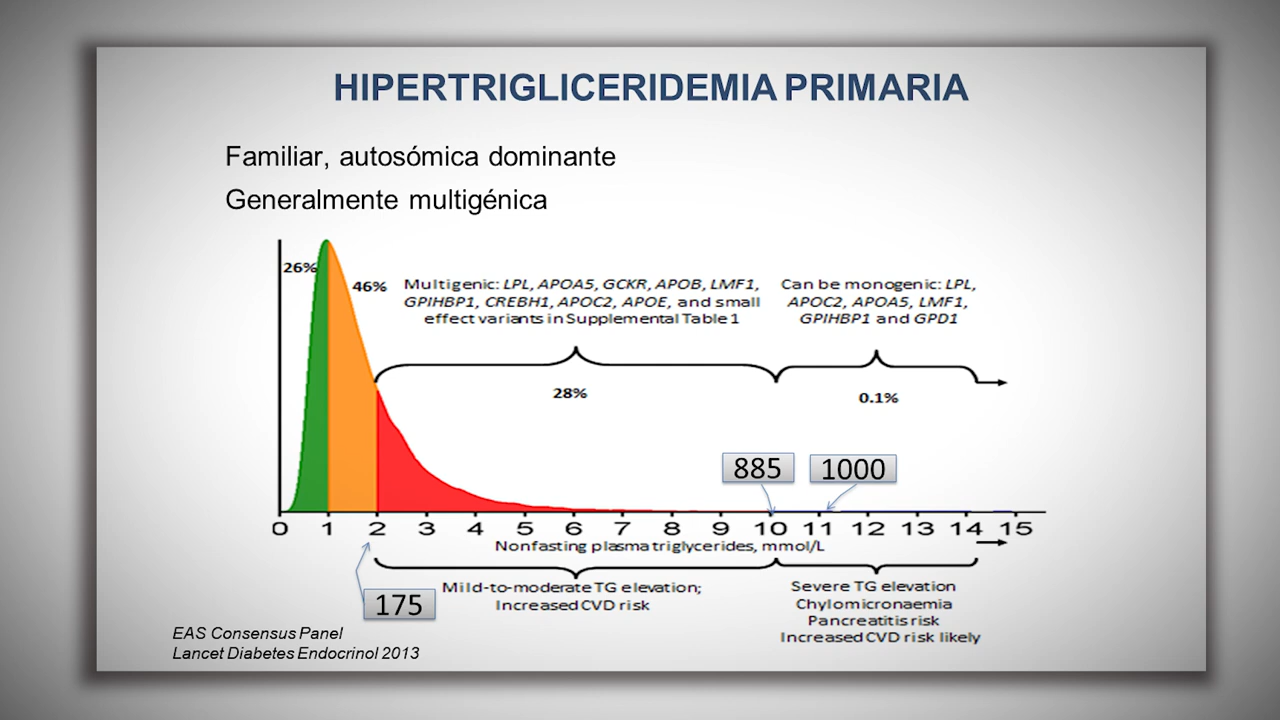 HIPERTRIGLICERIDEMIA PRIMARIA
Familiar, autosómica dominante
Generalmente multigénica
26%
46%
Multigenic: LPL, APOA5, GCKR, APOB, LMF1,
GPIHBP1, CREBH1, APOC2, APOE, and small
effect variants in Supplemental Table 1
Can be monogenic: LPL,
APOC2, APOA5, LMF1,
GPIHBP1 and GPD1
28%
0.1%
885
1000
0 1 2 3 4 5 6 7 8 9 10 11 12 13 14 15
Nonfasting plasma triglycerides, mmol/L
175
Mild-to-moderate TG elevation;
Increased CVD risk
Severe TG elevation
Chylomicronaemia
Pancreatitis risk
Increased CVD risk likely
EAS Consensus Panel
Lancet Diabetes Endocrinol 2013